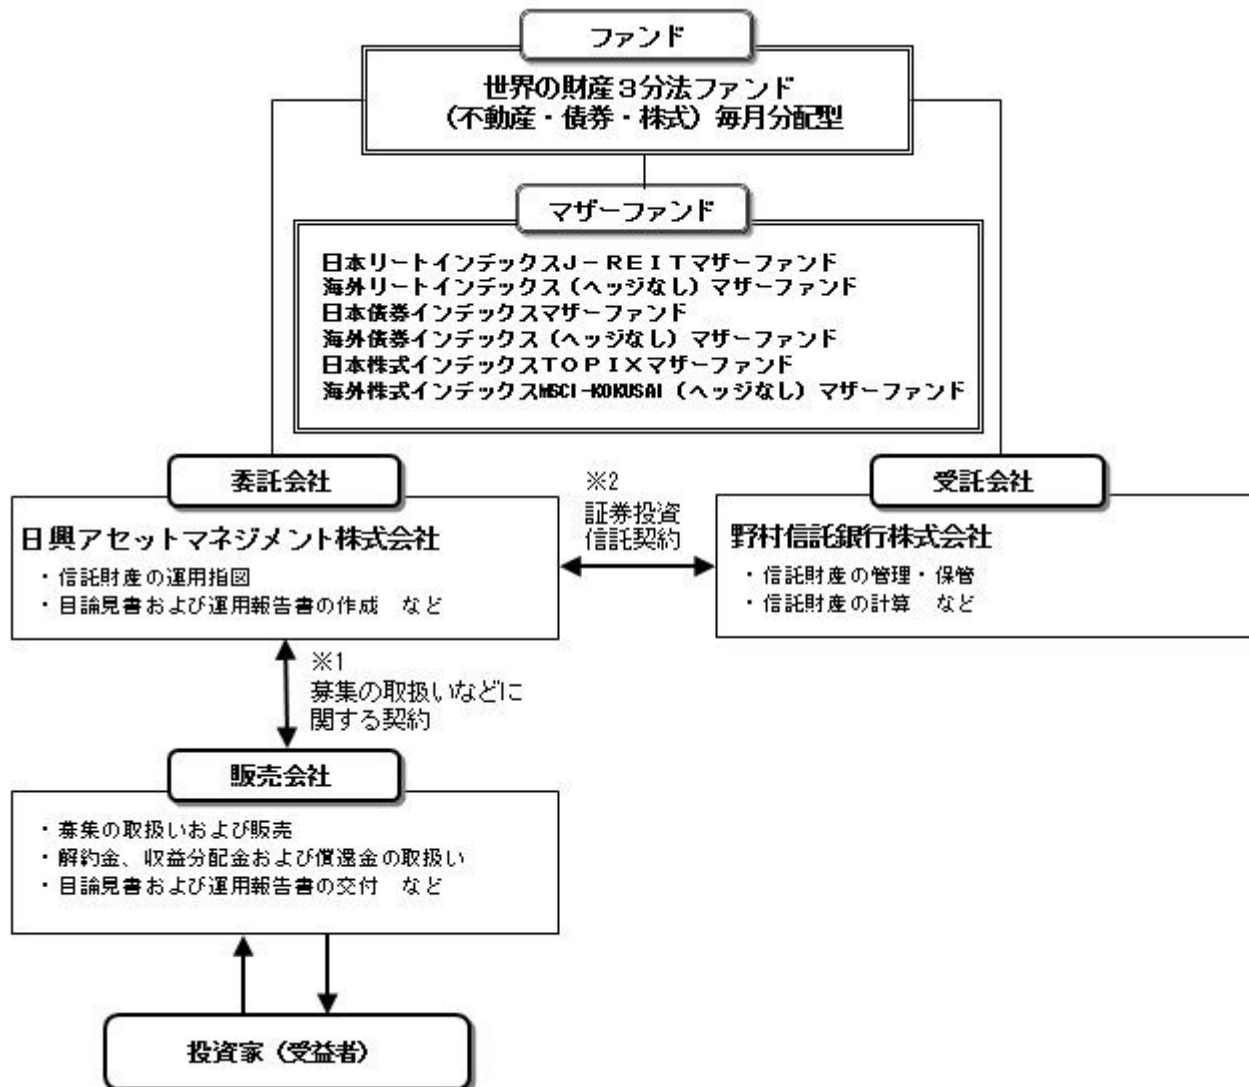 ファンド
世界の財産３分法ファンド
（不動産・債券・株式）毎月分配型
マザーファンド
日本リートインデックスＪ－ＲＥＩＴマザーファンド
海外リートインデックス（ヘッジなし）マザーファンド
日本債券インデックスマザーファンド
海外債券インデックス（ヘッジなし）マザーファンド
日本株式インデックスＴＯＰＩＸマザーファンド
海外株式インデックスMSCI-KOKUSAI（ヘッジなし）マザーファンド
委託会社
日興アセットマネジメント株式会社
・信託財産の運用指図
・目論見書および運用報告書の作成　など
※2
証券投資
信託契約
受託会社
野村信託銀行株式会社
・信託財産の管理・保管
・信託財産の計算　など
※1
募集の取扱いなどに
関する契約
販売会社
・募集の取扱いおよび販売
・解約金、収益分配金および償還金の取扱い
・目論見書および運用報告書の交付　など
投資家（受益者）